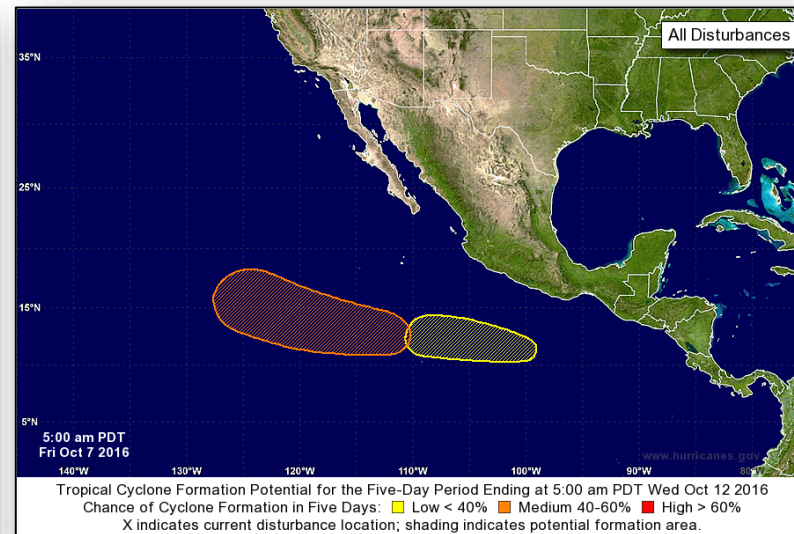 All Disturbances
35°N
25°N
15°N
5°N
5:00 am PDT
Fri Oct 7 2016
www.hurricanes.gov
140°W 130°W 120°W 110°W 100°W 90°W 80°W
Tropical Cyclone Formation Potential for the Five-Day Period Ending at 5:00 am PDT Wed Oct 12 2016
Chance of Cyclone Formation in Five Days: Low < 40% Medium 40-60% High > 60%
X indicates current disturbance location; shading indicates potential formation area.